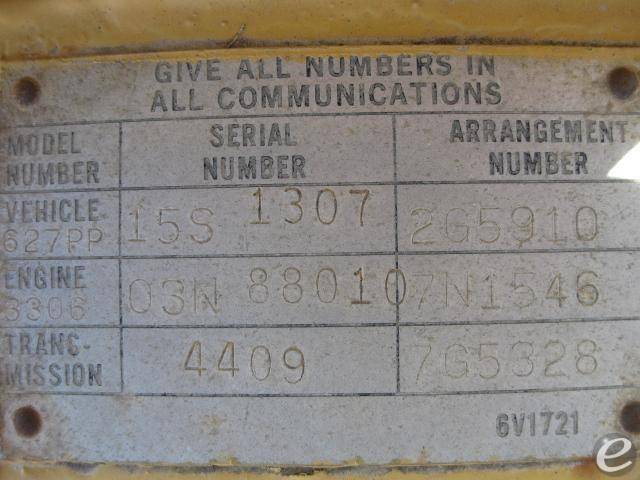 GIVE ALL NUMBERS IN
ALL COMMUNICATIONS
MODEL NUMBER SERIAL NUMBER ARRANGEMENT NUMBER
VEHICLE 627PP 15S 1307 2G5910
ENGINE 3306 03N 88010 7N1546
TRANS-MISSION 4409 7G5328
6V1721
e